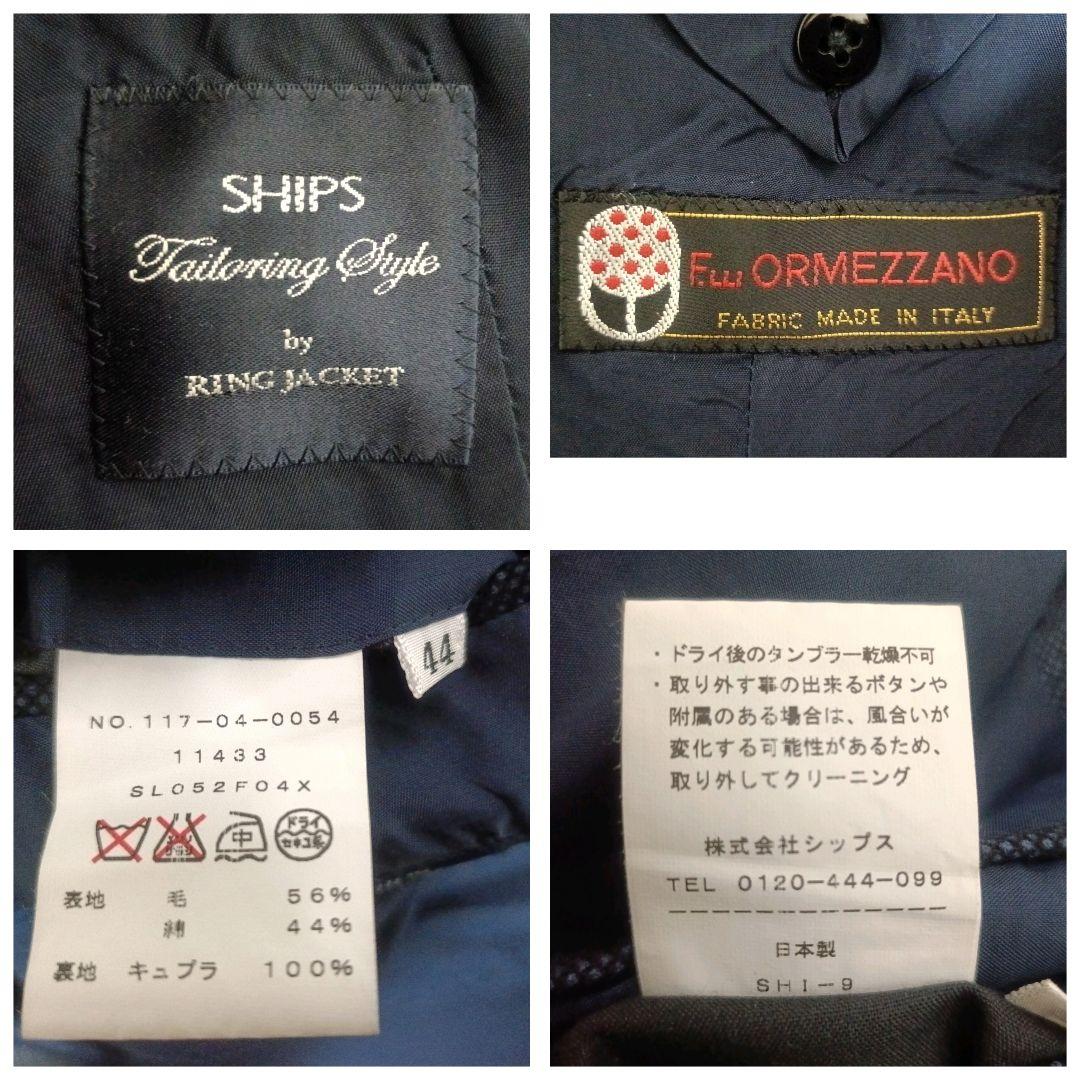 SHIPS
Tailoring Style
by
RING JACKET
F.LLI ORMEZZANO
FABRIC MADE IN ITALY
44
NO.117-04-0054
11433
SL052F04X
中
ドライ
セキユ系
表地 毛 56%
綿 44%
裏地 キュプラ 100%
・ドライ後のタンブラー乾燥不可
・取り外す事の出来るボタンや
附属のある場合は、風合いが
変化する可能性があるため、
取り外してクリーニング
株式会社シップス
TEL 0120-444-099
日本製
SHI-9